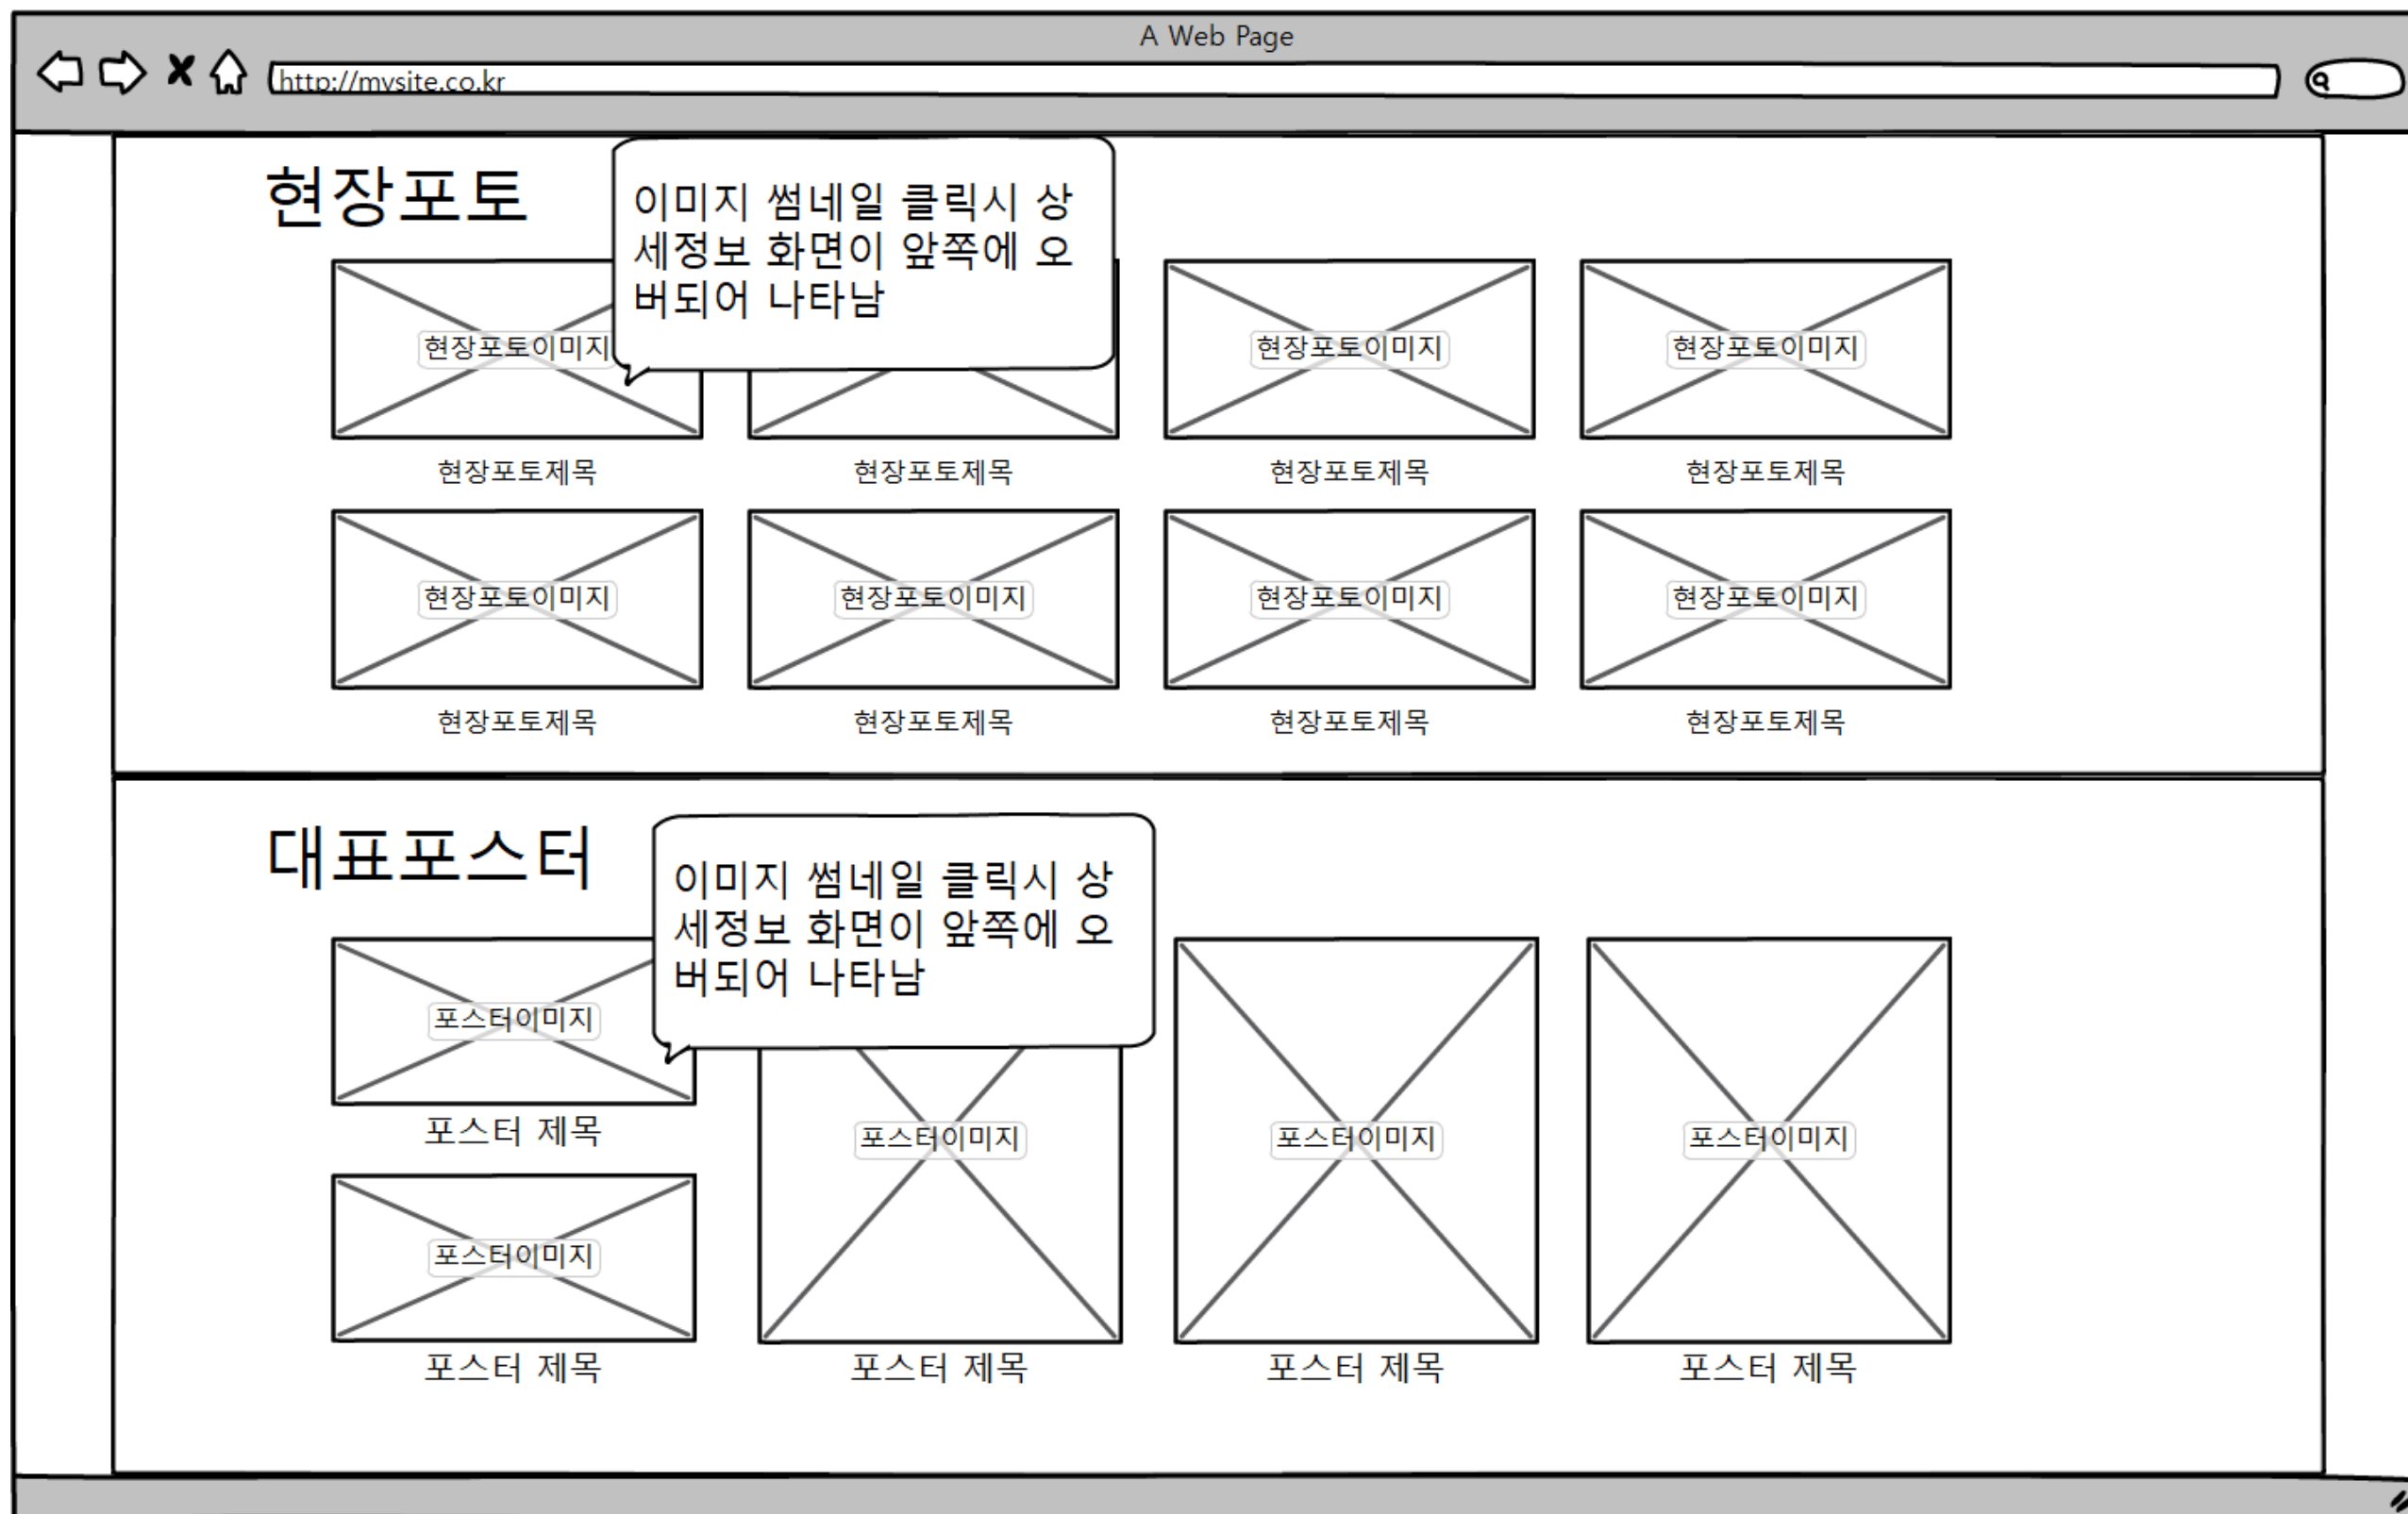 A Web Page
http://mysite.co.kr
현장포토
이미지 썸네일 클릭시 상
세정보 화면이 앞쪽에 오
버되어 나타남
현장포토이미지
현장포토이미지
현장포토이미지
현장포토제목
현장포토제목
현장포토제목
현장포토제목
현장포토이미지
현장포토이미지
현장포토이미지
현장포토이미지
현장포토제목
현장포토제목
현장포토제목
현장포토제목
대표포스터
이미지 썸네일 클릭시 상
세정보 화면이 앞쪽에 오
버되어 나타남
포스터이미지
포스터 제목
포스터이미지
포스터 제목
포스터이미지
포스터 제목
포스터이미지
포스터 제목
포스터이미지
포스터 제목